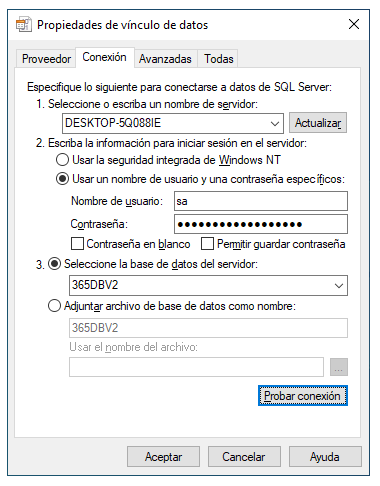 Propiedades de vínculo de datos
Proveedor Conexión Avanzadas Todas
Especifique lo siguiente para conectarse a datos de SQL Server:
1. Seleccione o escriba un nombre de servidor:
DESKTOP-5Q088IE Actualizar
2. Escriba la información para iniciar sesión en el servidor:
Usar la seguridad integrada de Windows NT
Usar un nombre de usuario y una contraseña específicos:
Nombre de usuario: sa
Contraseña: ●●●●●●●●●●●●●●●●●●
Contraseña en blanco Permitir guardar contraseña
3. Seleccione la base de datos del servidor:
365DBV2
Adjuntar archivo de base de datos como nombre:
365DBV2
Usar el nombre del archivo:
...
Probar conexión
Aceptar Cancelar Ayuda